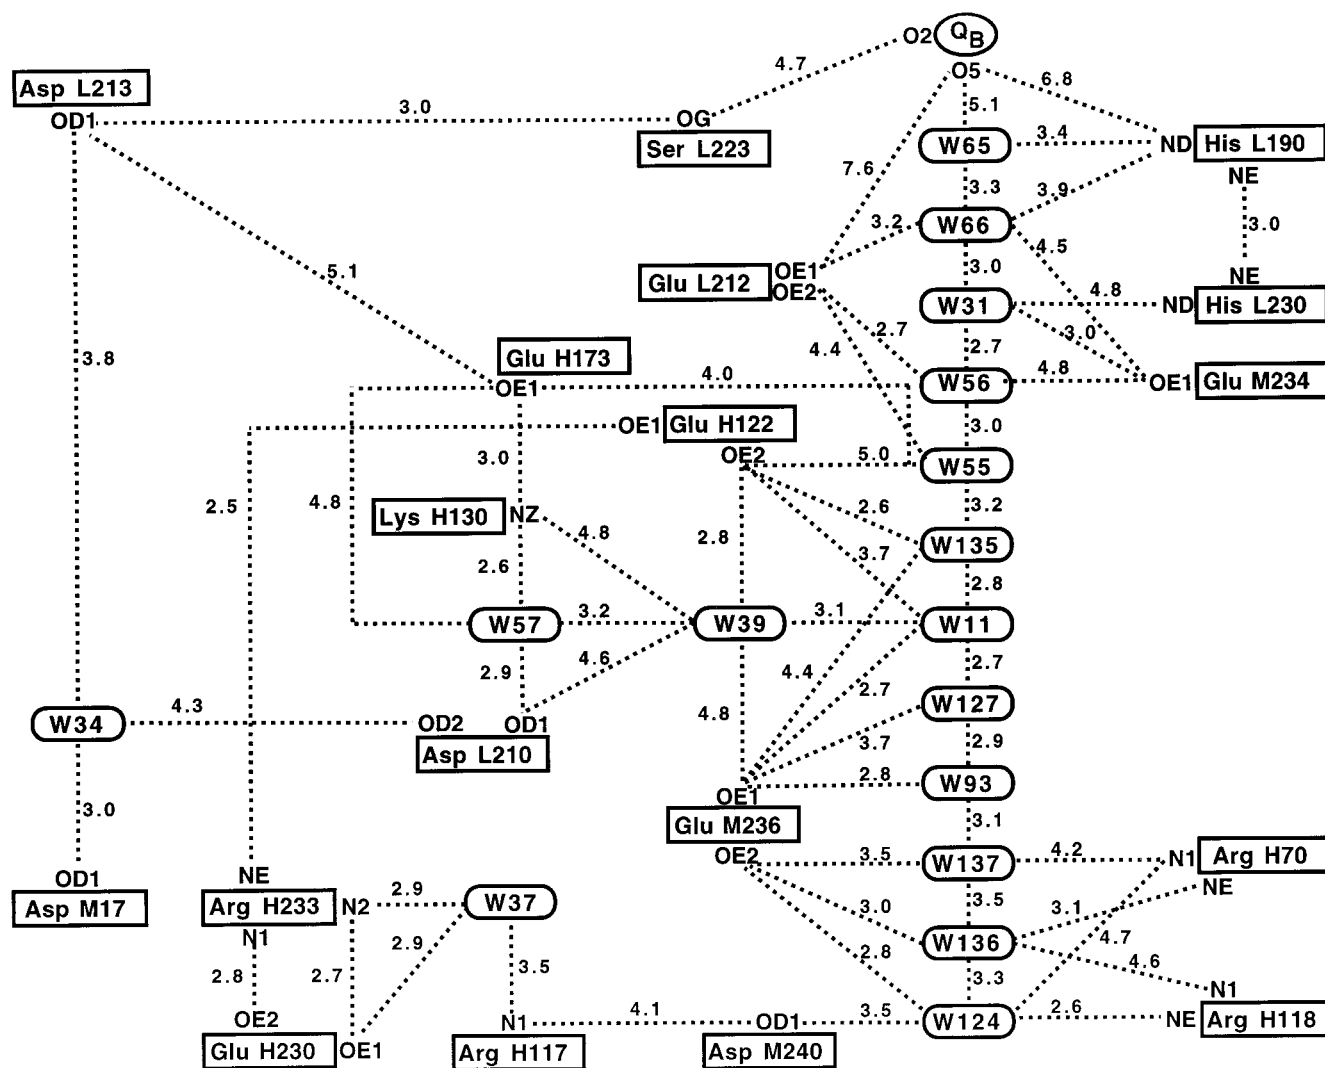 O2 QB
4.7
O5 6.8
Asp L213
5.1
3.0
OD1 OG
W65 3.4 ND His L190
Ser L223
7.6 3.3 3.9 NE
3.2 W66
3.0
4.5
5.1 3.0
Glu L212 OE1 NE
OE2
4.8
W31 ND His L230
2.7 3.0
3.8 4.4 2.7
Glu H173
OE1 4.0 W56 4.8 OE1 Glu M234
OE1 Glu H122 3.0
OE2 5.0
3.0 W55
2.5 4.8 2.6 3.2
Lys H130 NZ
4.8 2.8 W135
3.7
2.6 2.8
3.2 3.1
W57 W39 W11
4.6
2.9 4.4 2.7
2.7
4.3 4.8 W127
W34 OD2 OD1
3.7 2.9
Asp L210
2.8 W93
OE1
3.0 3.1
Glu M236
OE2 3.5 W137 4.2 N1 Arg H70
OD1 NE 2.9 NE
Asp M17 Arg H233 N2 W37 3.0 3.5 3.1
N1 2.9 W136 4.7
2.8 2.8 2.7 3.5 4.6
3.3 N1
OE2 N1 4.1 OD1 3.5 W124 2.6 NE Arg H118
Glu H230 OE1 Arg H117 Asp M240